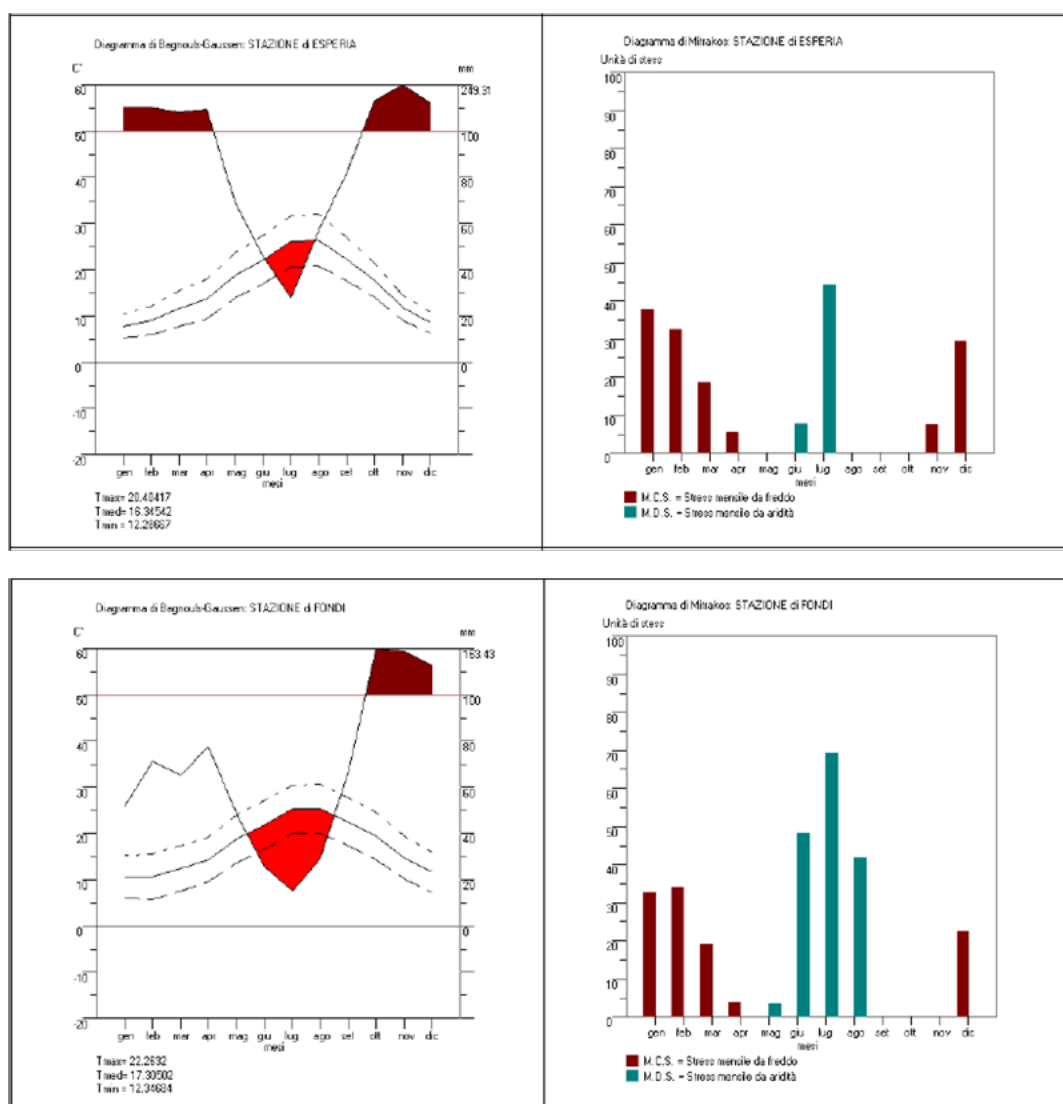 Diagramma di Bagnouls-Gaussen: STAZIONE di ESPERIA
C°
mm
60
249.31
50
100
40
80
30
60
20
40
10
20
0
0
-10
-20
gen feb mar apr mag giu lug ago set ott nov dic
mesi
Tmax= 20.40417
Tmed= 16.34542
Tmin = 12.28667
Diagramma di Mitrakos: STAZIONE di ESPERIA
Unità di stess
100
90
80
70
60
50
40
30
20
10
0
gen feb mar apr mag giu lug ago set ott nov dic
mesi
M.C.S. = Stress mensile da freddo
M.D.S. = Stress mensile da aridità
Diagramma di Bagnouls-Gaussen: STAZIONE di FONDI
C°
mm
60
163.43
50
100
40
80
30
60
20
40
10
20
0
0
-10
-20
gen feb mar apr mag giu lug ago set ott nov dic
mesi
Tmax= 22.2632
Tmed= 17.30502
Tmin = 12.34684
Diagramma di Mitrakos: STAZIONE di FONDI
Unità di stess
100
90
80
70
60
50
40
30
20
10
0
gen feb mar apr mag giu lug ago set ott nov dic
mesi
M.C.S. = Stress mensile da freddo
M.D.S. = Stress mensile da aridità